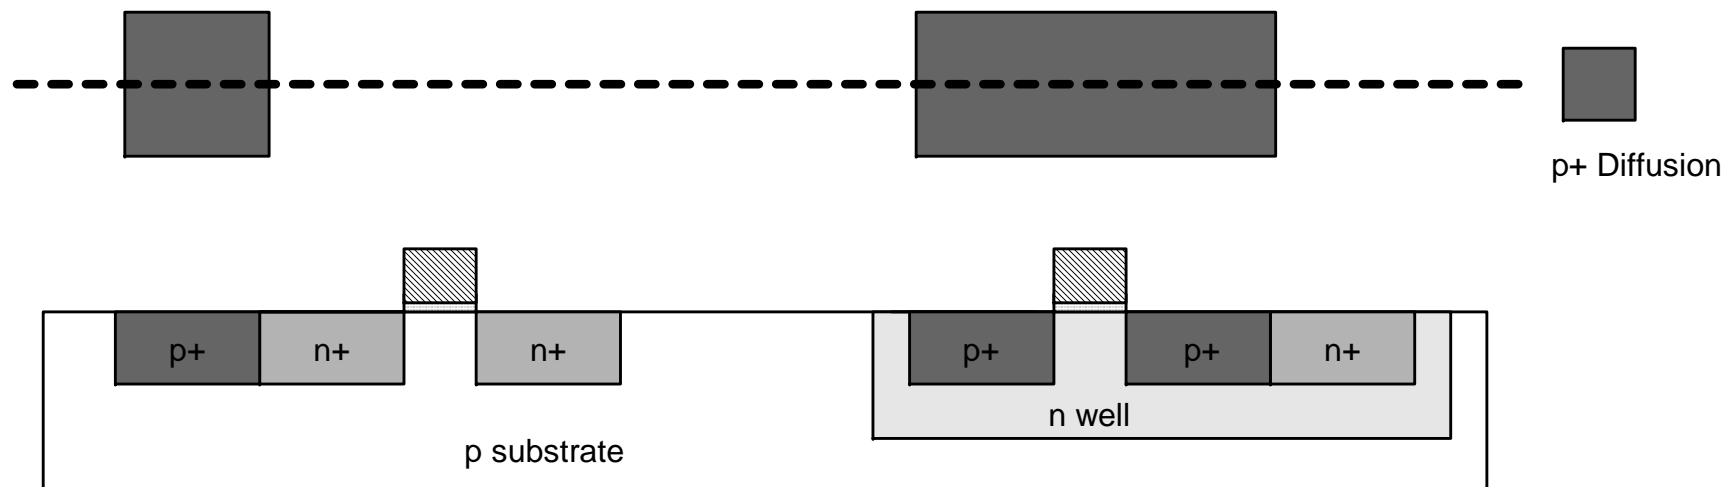 p+ Diffusion
p+ n+ n+ p+ p+ n+
n well
p substrate